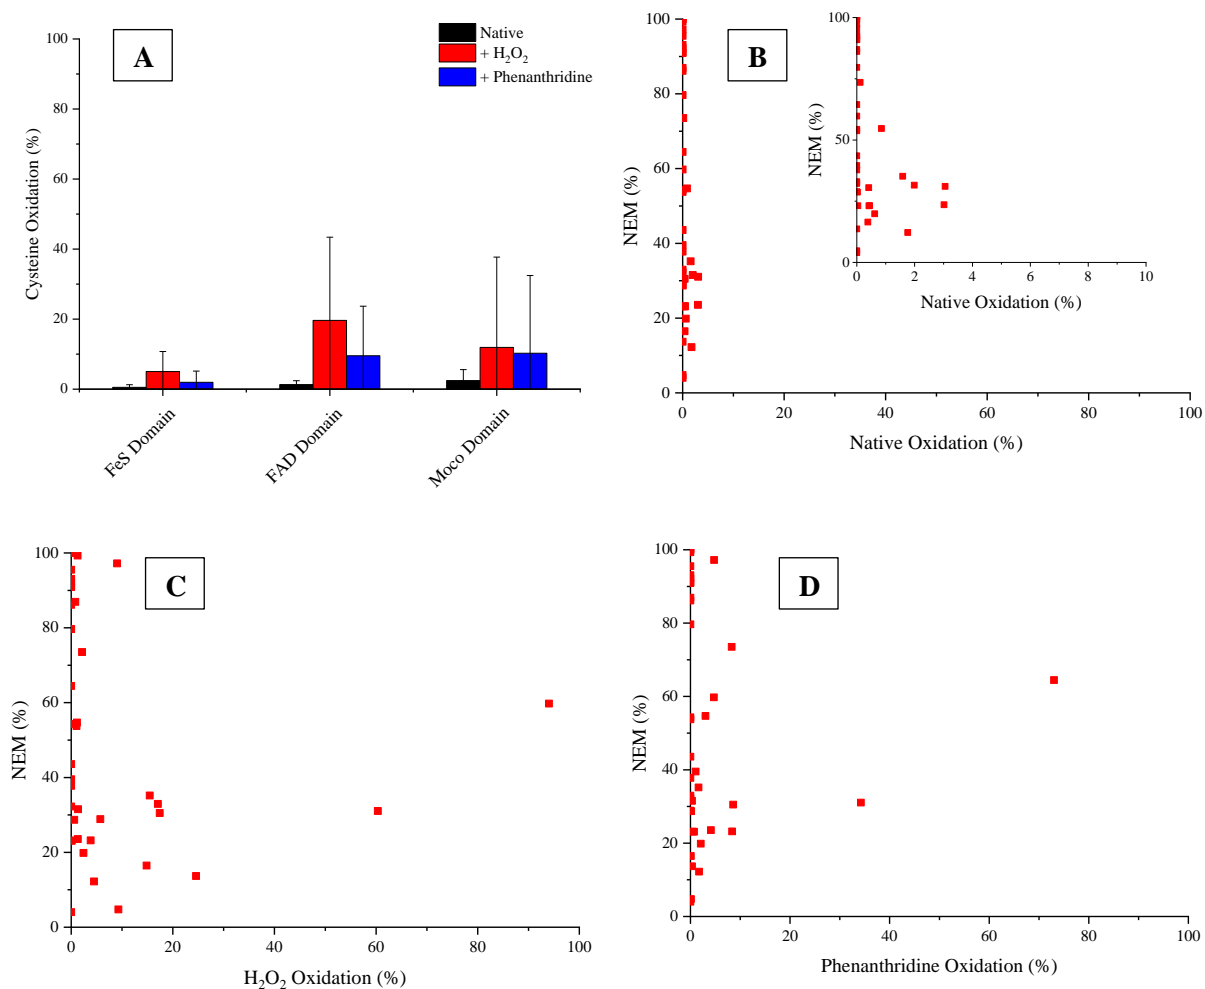 A
Native
+ H₂O₂
+ Phenanthridine
Cysteine Oxidation (%)
100
80
60
40
20
0
FeS Domain
FAD Domain
Moco Domain
B
NEM (%)
100
80
60
40
20
0
0 20 40 60 80 100
Native Oxidation (%)
NEM (%)
100
50
0
0 2 4 6 8 10
Native Oxidation (%)
C
NEM (%)
100
80
60
40
20
0
0 20 40 60 80 100
H₂O₂ Oxidation (%)
D
NEM (%)
100
80
60
40
20
0
0 20 40 60 80 100
Phenanthridine Oxidation (%)